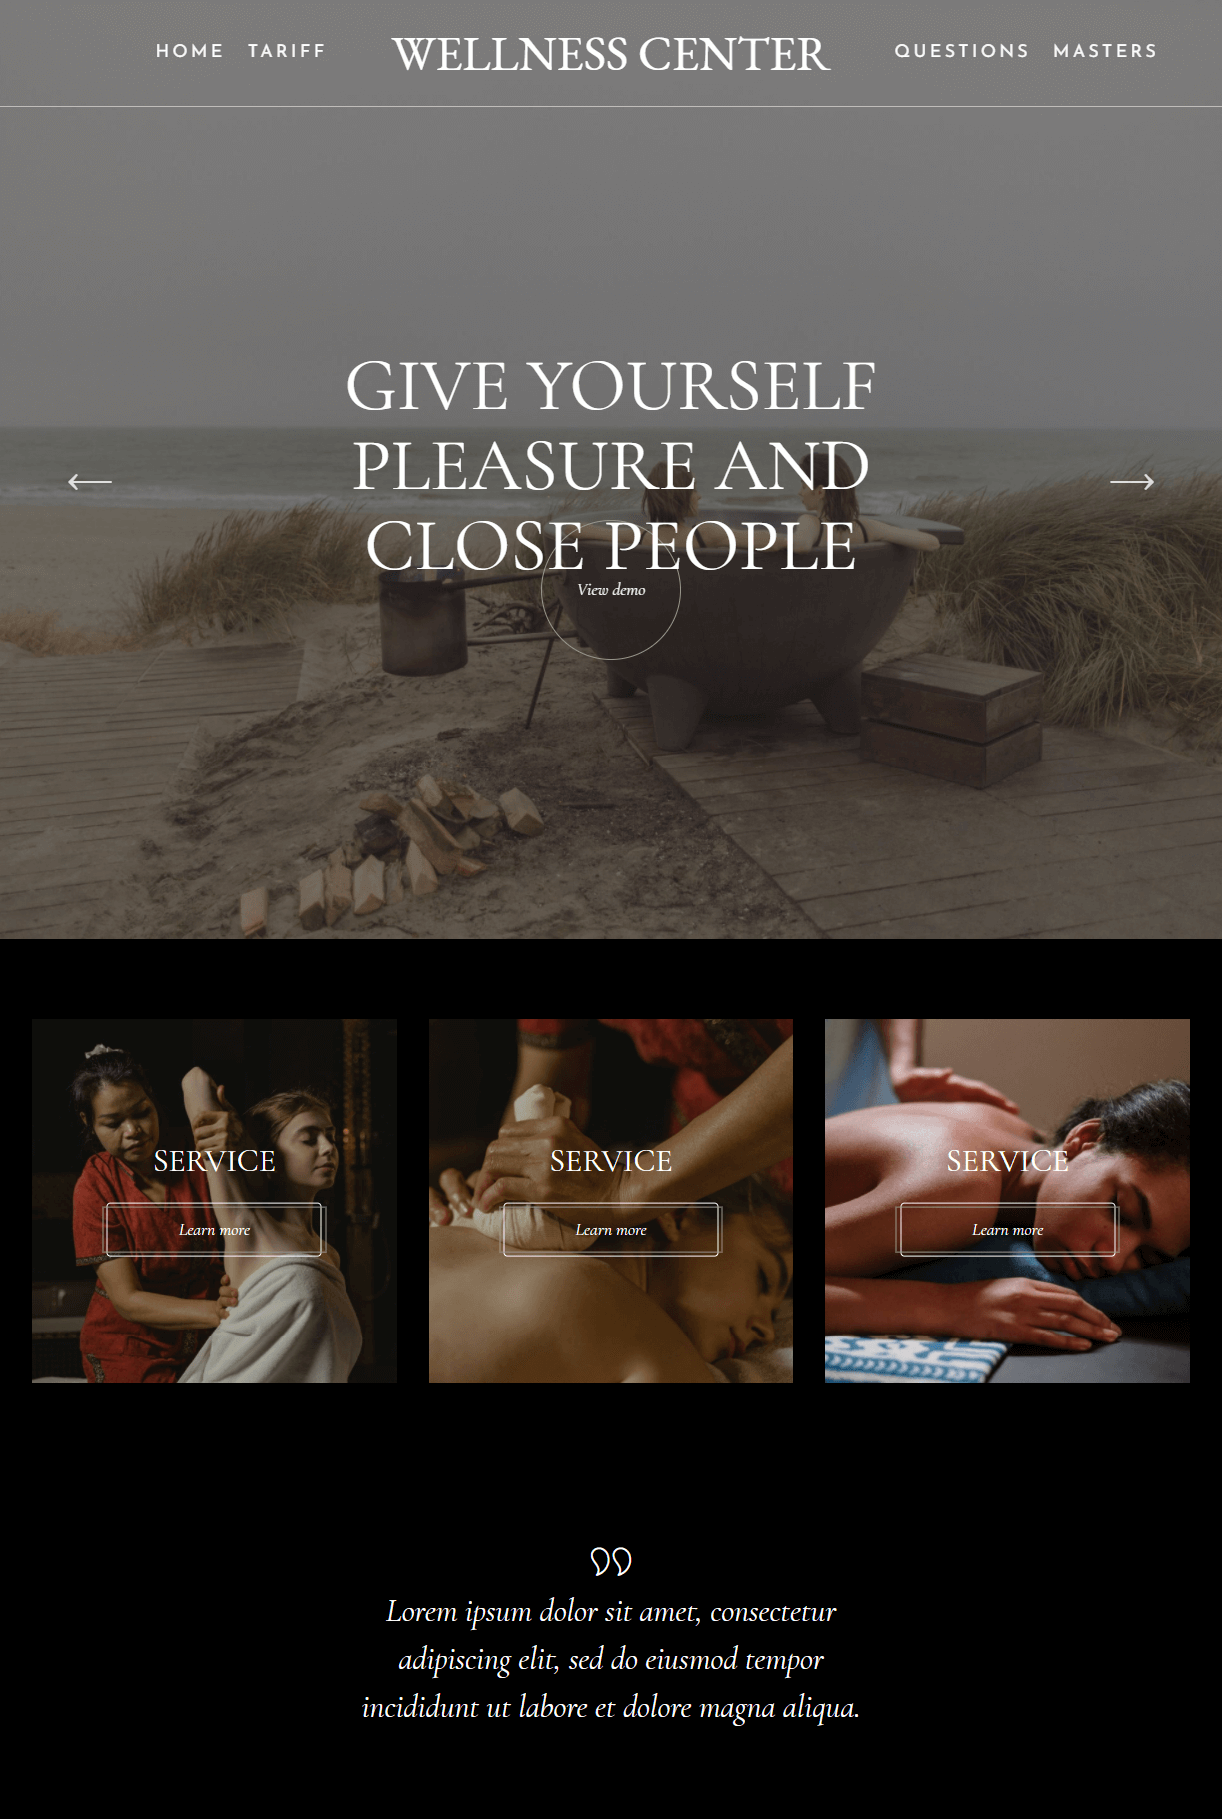 HOME TARIFF WELLNESS CENTER QUESTIONS MASTERS
GIVE YOURSELF
PLEASURE AND
CLOSE PEOPLE
View demo
SERVICE SERVICE SERVICE
Learn more Learn more Learn more
Lorem ipsum dolor sit amet, consectetur
adipiscing elit, sed do eiusmod tempor
incididunt ut labore et dolore magna aliqua.